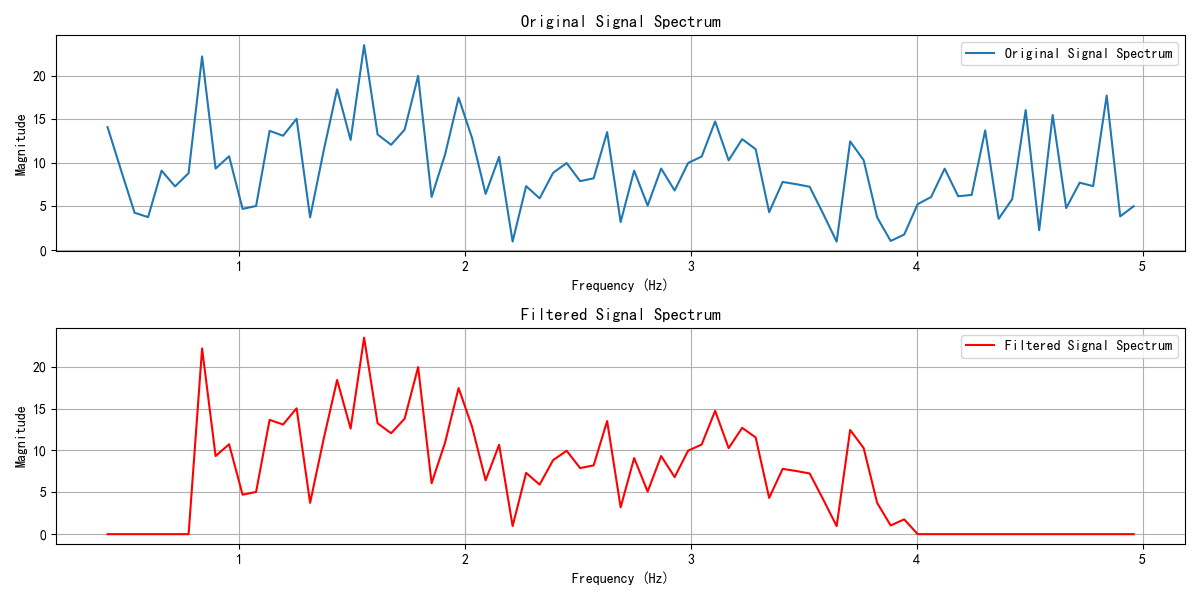 Original Signal Spectrum
Original Signal Spectrum
Magnitude
20
15
10
5
0
1 2 3 4 5
Frequency (Hz)
Filtered Signal Spectrum
Filtered Signal Spectrum
Magnitude
20
15
10
5
0
1 2 3 4 5
Frequency (Hz)